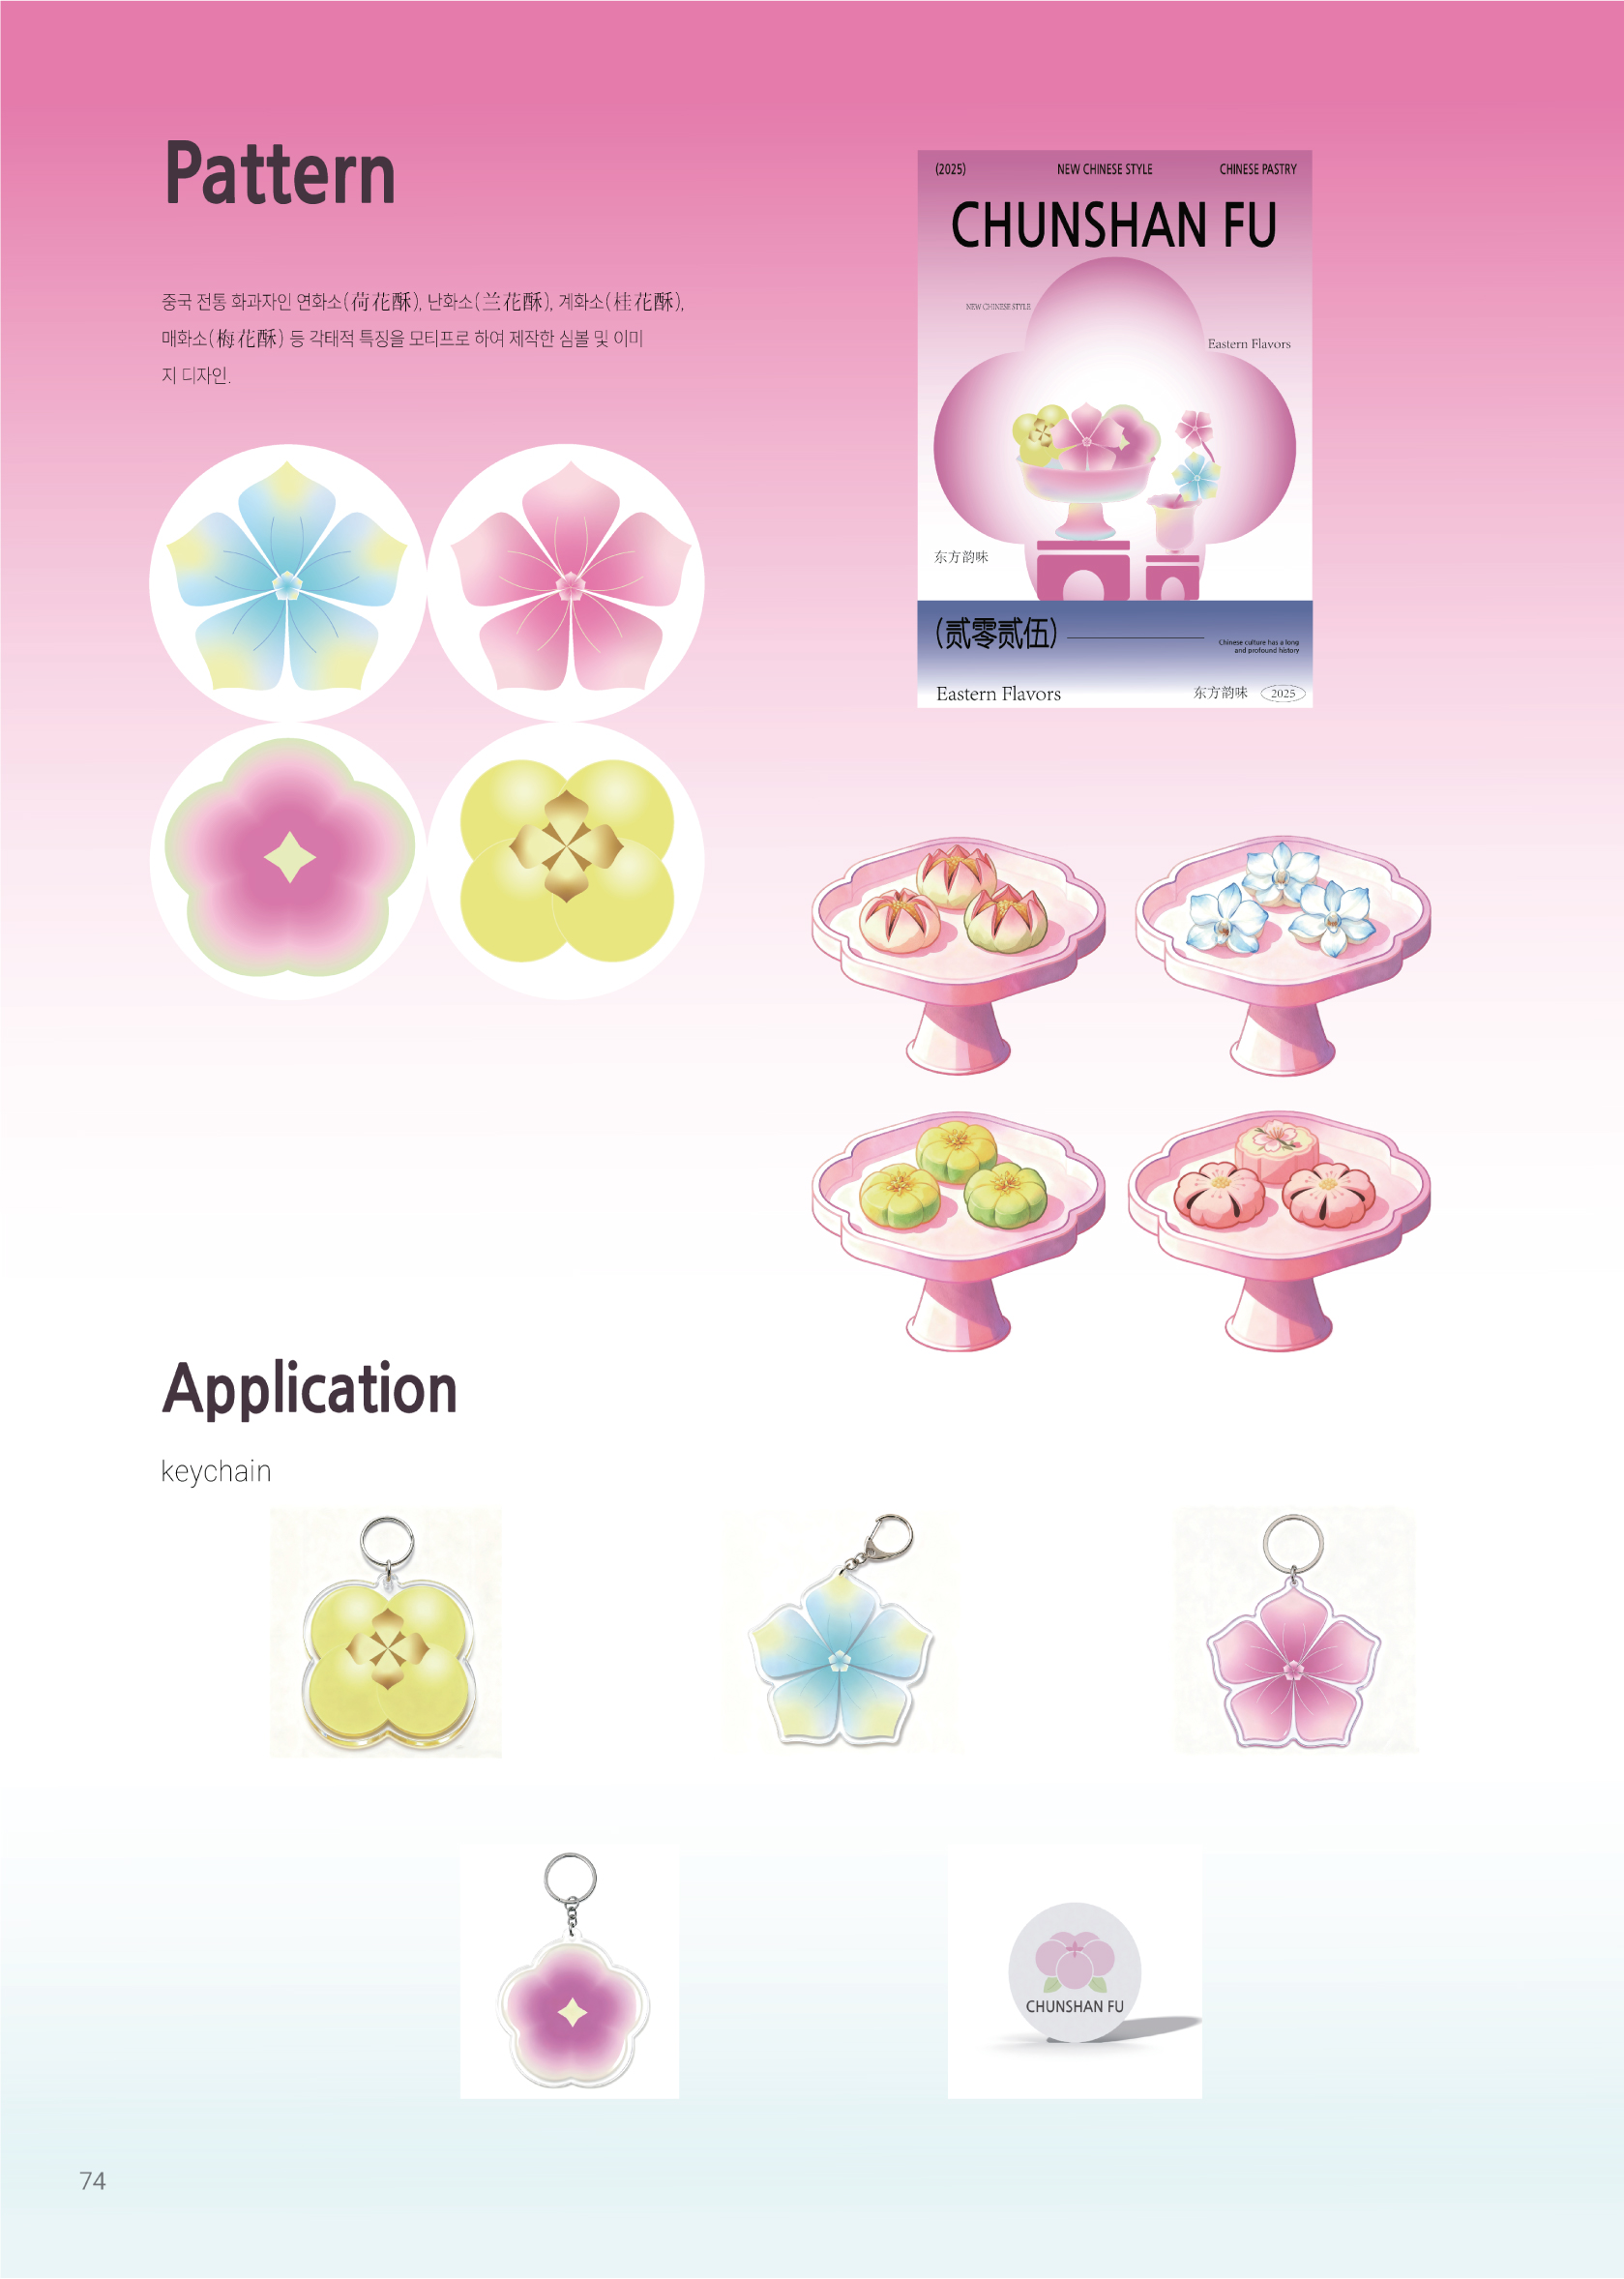 Pattern
중국 전통 화과자인 연화소(荷花酥), 난화소(兰花酥), 계화소(桂花酥),
매화소(梅花酥) 등 각태적 특징을 모티프로 하여 제작한 심볼 및 이미
지 디자인.
(2025) NEW CHINESE STYLE CHINESE PASTRY
CHUNSHAN FU
NEW CHINESE STYLE
Eastern Flavors
东方韵味
(贰零贰伍)
Chinese culture has a long
and profound history
Eastern Flavors 东方韵味 2025
Application
keychain
CHUNSHAN FU
74